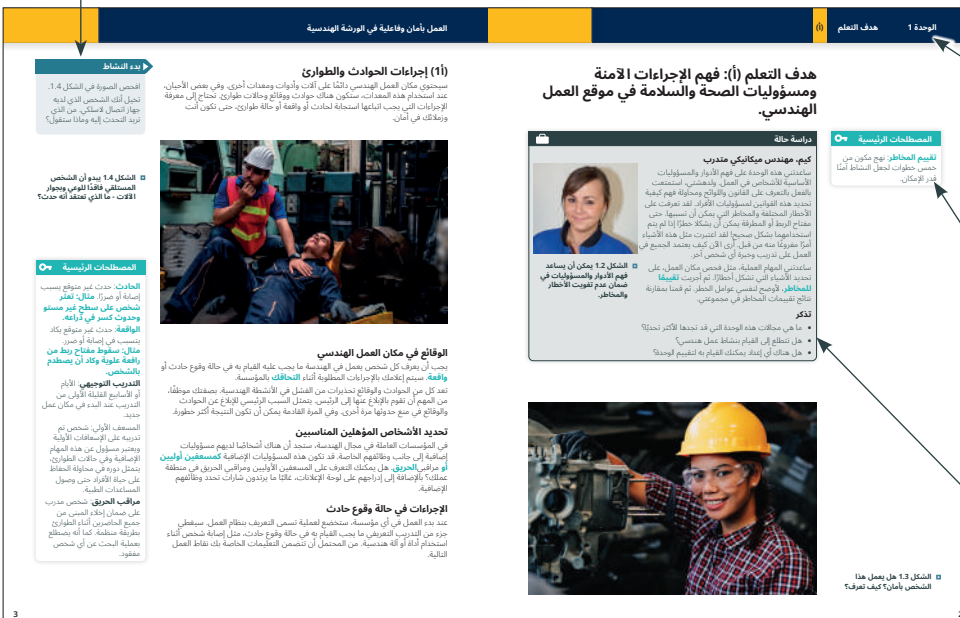 الوحدة 1
هدف التعلم
(أ)
هدف التعلم (أ): فهم الإجراءات الآمنة
ومسؤوليات الصحة والسلامة في موقع العمل
الهندسي.
المصطلحات الرئيسية
تقييم المخاطر: نهج مكون من
خمس خطوات لجعل النشاط آمنًا
قدر الإمكان.
دراسة حالة
كيم، مهندس ميكانيكي متدرب
ساعدتني هذه الوحدة على فهم الأدوار والمسؤوليات
الأساسية للأشخاص في العمل. ولدهشتي، استمتعت
بالفعل بالتعرف على القانون واللوائح ومحاولة فهم كيفية
تحديد هذه القوانين لمسؤوليات الأفراد. لقد تعرفت على
الأخطار المختلفة والمخاطر التي يمكن أن تسببها. حتى
مفتاح الربط أو المطرقة يمكن أن يشكلا خطرًا إذا لم يتم
استخدامهما بشكل صحيح! لقد اعتبرت مثل هذه الأشياء
أمرًا مفروغًا منه من قبل. أرى الآن كيف يعتمد الجميع في
العمل على تدريب وخبرة أي شخص آخر.
ساعدتني المهام العملية، مثل فحص مكان العمل، على
تحديد الأشياء التي تشكل أخطارًا. ثم أجريت تقييمًا
للمخاطر، لأوضح لنفسي عوامل الخطر. ثم قمنا بمقارنة
نتائج تقييمات المخاطر في مجموعتي.
الشكل 1.2 يمكن أن يساعد
فهم الأدوار والمسؤوليات في
ضمان عدم تفويت الأخطار
والمخاطر.
تذكر
• ما هي مجالات هذه الوحدة التي قد تجدها الأكثر تحديًا؟
• هل تتطلع إلى القيام بنشاط عمل هندسي؟
• هل هناك أي إعداد يمكنك القيام به لتقييم الوحدة؟
الشكل 1.3 هل يعمل هذا
الشخص بأمان؟ كيف تعرف؟
2
العمل بأمان وفاعلية في الورشة الهندسية
(أ1) إجراءات الحوادث والطوارئ
سيحتوي مكان العمل الهندسي دائمًا على آلات وأدوات ومعدات أخرى. وفي بعض الأحيان،
عند استخدام هذه المعدات، ستكون هناك حوادث ووقائع وحالات طوارئ. تحتاج إلى معرفة
الإجراءات التي يجب اتباعها استجابة لحادث أو واقعة أو حالة طوارئ، حتى تكون أنت
وزملائك في أمان.
بدء النشاط
افحص الصورة في الشكل 1.4.
تخيل أنك الشخص الذي لديه
جهاز اتصال لاسلكي. من الذي
تريد التحدث إليه وماذا ستقول؟
الشكل 1.4 يبدو أن الشخص
المستلقي فاقدًا للوعي وبجوار
الآلات - ما الذي تعتقد أنه حدث؟
الوقائع في مكان العمل الهندسي
يجب أن يعرف كل شخص يعمل في الهندسة ما يجب عليه القيام به في حالة وقوع حادث أو
واقعة. سيتم إعلامك بالإجراءات المطلوبة أثناء التحاقك بالمؤسسة.
تعد كل من الحوادث والوقائع تحذيرات من الفشل في الأنشطة الهندسية. بصفتك موظفًا،
من المهم أن تقوم بالإبلاغ عنها إلى الرئيس. يتمثل السبب الرئيسي للإبلاغ عن الحوادث
والوقائع في منع حدوثها مرة أخرى. وفي المرة القادمة يمكن أن تكون النتيجة أكثر خطورة.
تحديد الأشخاص المؤهلين المناسبين
في المؤسسات العاملة في مجال الهندسة، ستجد أن هناك أشخاصًا لديهم مسؤوليات
إضافية إلى جانب وظائفهم الخاصة. قد تكون هذه المسؤوليات الإضافية كمسعفين أوليين
أو مراقبي الحريق. هل يمكنك التعرف على المسعفين الأوليين ومراقبي الحريق في منطقة
عملك؟ بالإضافة إلى إدراجهم على لوحة الإعلانات، غالبًا ما يرتدون شارات تحدد وظائفهم
الإضافية.
الإجراءات في حالة وقوع حادث
عند بدء العمل في أي مؤسسة، ستخضع لعملية تسمى التعريف بنظام العمل. سيغطي
جزء من التدريب التعريفي ما يجب القيام به في حالة وقوع حادث، مثل إصابة شخص أثناء
استخدام أداة أو آلة هندسية. من المحتمل أن تتضمن التعليمات الخاصة بك نقاط العمل
التالية.
المصطلحات الرئيسية
الحادث: حدث غير متوقع يسبب
إصابة أو ضررًا. مثال: تعثر
شخص على سطح غير مستو
وحدوث كسر في ذراعه.
الواقعة: حدث غير متوقع يكاد
يتسبب في إصابة أو ضرر.
مثال: سقوط مفتاح ربط من
رافعة علوية وكاد أن يصطدم
بالشخص.
التدريب التوجيهي: الأيام
أو الأسابيع القليلة الأولى من
التدريب عند البدء في مكان عمل
جديد.
المسعف الأولي: شخص تم
تدريبه على الإسعافات الأولية
ويعتبر مسؤول عن هذه المهام
الإضافية وفي حالات الطوارئ،
يتمثل دوره في محاولة الحفاظ
على حياة الأفراد حتى وصول
المساعدات الطبية.
مراقب الحريق: شخص مدرب
على ضمان إخلاء المبنى من
جميع الحاضرين أثناء الطوارئ
بطريقة منظمة. كما أنه يضطلع
بعملية البحث عن أي شخص
مفقود.
3